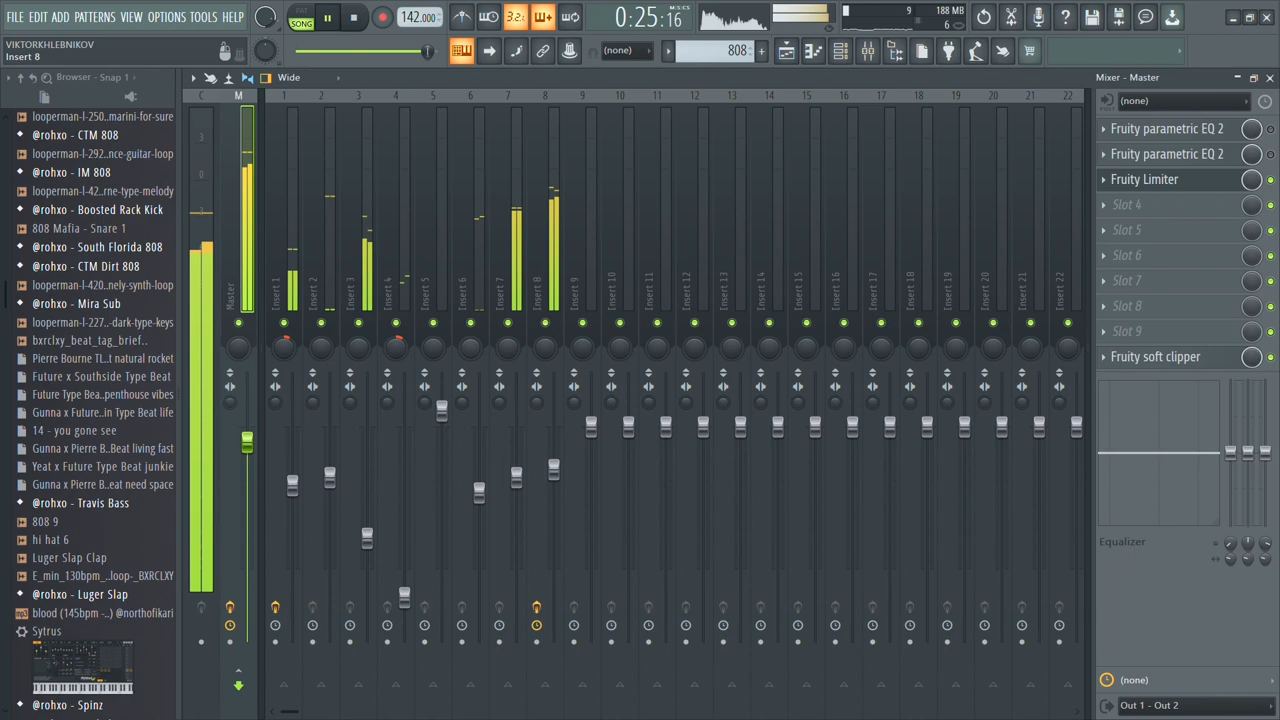 FILE EDIT ADD PATTERNS VIEW OPTIONS TOOLS HELP
PAT
SONG
142.000
3.2.
0:25:16
M:S:CS
9
188 MB
6
VIKTORKHLEBNIKOV
Insert 8
(none)
808
Browser - Snap 1
Wide
Mixer - Master
looperman-l-250..marini-for-sure
@rohxo - CTM 808
looperman-l-292..nce-guitar-loop
@rohxo - IM 808
looperman-l-42..rne-type-melody
@rohxo - Boosted Rack Kick
808 Mafia - Snare 1
@rohxo - South Florida 808
@rohxo - CTM Dirt 808
looperman-l-420..nely-synth-loop
@rohxo - Mira Sub
looperman-l-227..-dark-type-keys
bxrclxy_beat_tag_brief..
Pierre Bourne TL..t natural rocket
Future x Southside Type Beat
Future Type Bea..penthouse vibes
Gunna x Future..in Type Beat life
14 - you gone see
Gunna x Pierre B..Beat living fast
Yeat x Future Type Beat junkie
Gunna x Pierre B..eat need space
@rohxo - Travis Bass
808 9
hi hat 6
Luger Slap Clap
E_min_130bpm_..loop-_BXRCLXY
@rohxo - Luger Slap
blood (145bpm -..) @northofikari
Sytrus
@rohxo - Spinz
C M 1 2 3 4 5 6 7 8 9 10 11 12 13 14 15 16 17 18 19 20 21 22
3
0
3
Master
Insert 1
Insert 2
Insert 3
Insert 4
Insert 5
Insert 6
Insert 7
Insert 8
Insert 9
Insert 10
Insert 11
Insert 12
Insert 13
Insert 14
Insert 15
Insert 16
Insert 17
Insert 18
Insert 19
Insert 20
Insert 21
Insert 22
(none)
Fruity parametric EQ 2
Fruity parametric EQ 2
Fruity Limiter
Slot 4
Slot 5
Slot 6
Slot 7
Slot 8
Slot 9
Fruity soft clipper
Equalizer
(none)
Out 1 - Out 2